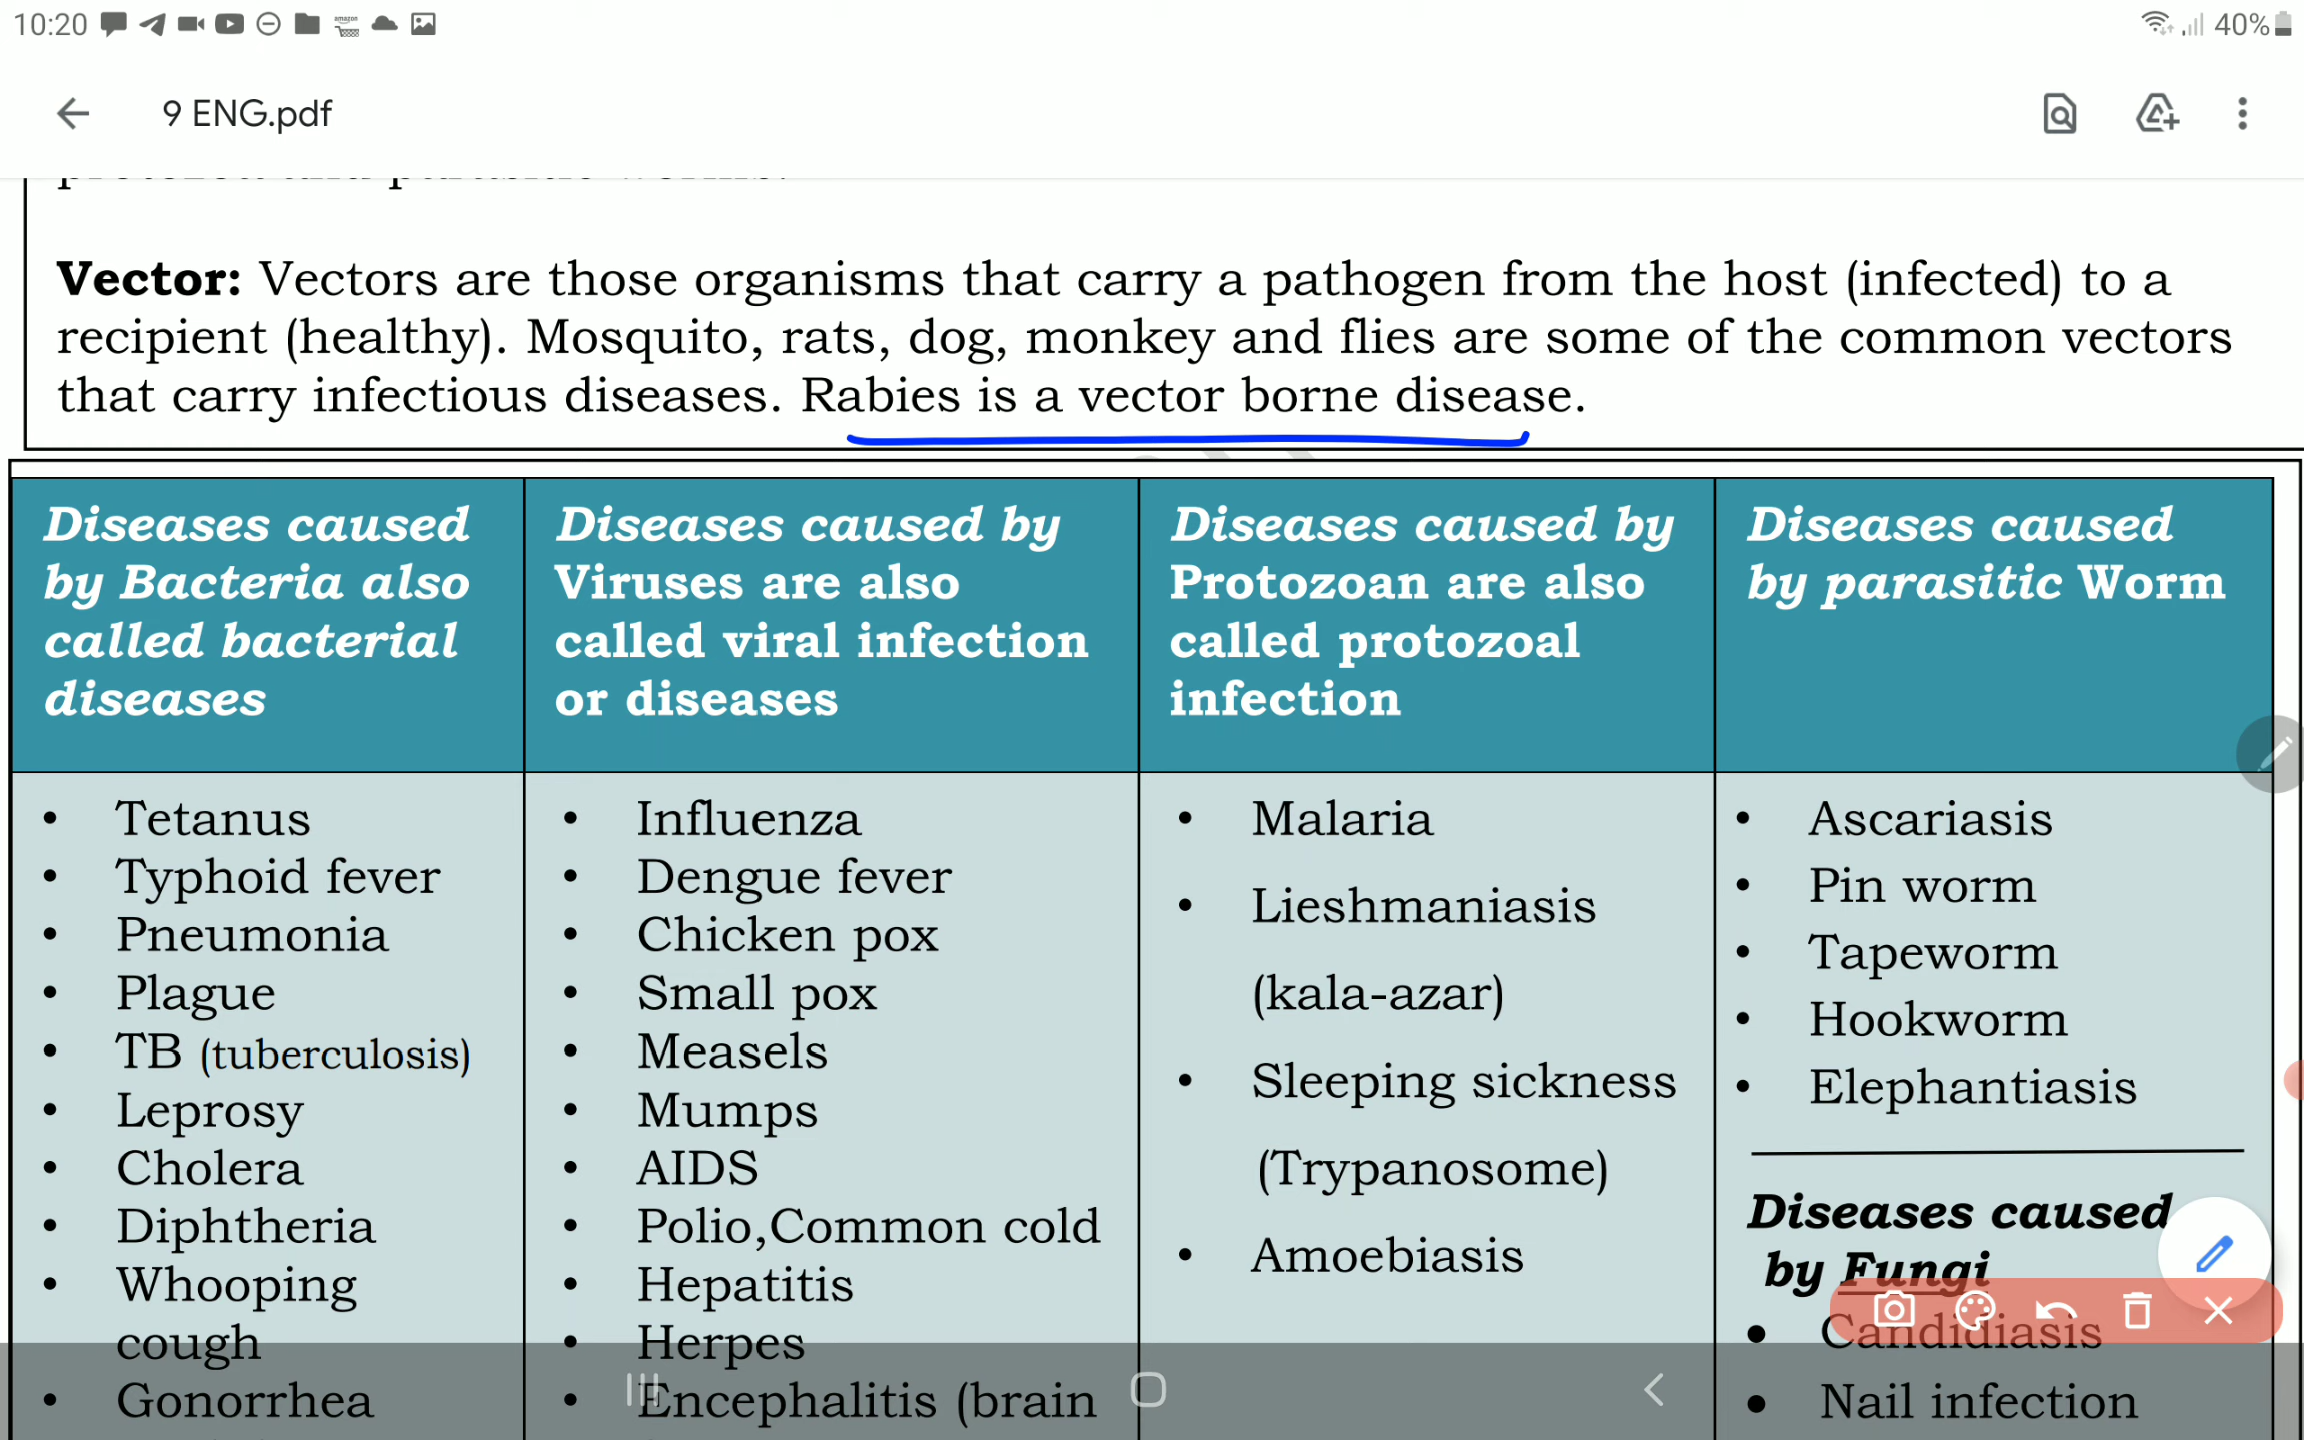 10:20
40%
9 ENG.pdf
Vector: Vectors are those organisms that carry a pathogen from the host (infected) to a
recipient (healthy). Mosquito, rats, dog, monkey and flies are some of the common vectors
that carry infectious diseases. Rabies is a vector borne disease.
Diseases caused
by Bacteria also
called bacterial
diseases
• Tetanus
• Typhoid fever
• Pneumonia
• Plague
• TB (tuberculosis)
• Leprosy
• Cholera
• Diphtheria
• Whooping
cough
• Gonorrhea
Diseases caused by
Viruses are also
called viral infection
or diseases
• Influenza
• Dengue fever
• Chicken pox
• Small pox
• Measels
• Mumps
• AIDS
• Polio,Common cold
• Hepatitis
• Herpes
• Encephalitis (brain
Diseases caused by
Protozoan are also
called protozoal
infection
• Malaria
• Lieshmaniasis
(kala-azar)
• Sleeping sickness
(Trypanosome)
• Amoebiasis
Diseases caused
by parasitic Worm
• Ascariasis
• Pin worm
• Tapeworm
• Hookworm
• Elephantiasis
Diseases caused
by Fungi
• Candidiasis
• Nail infection